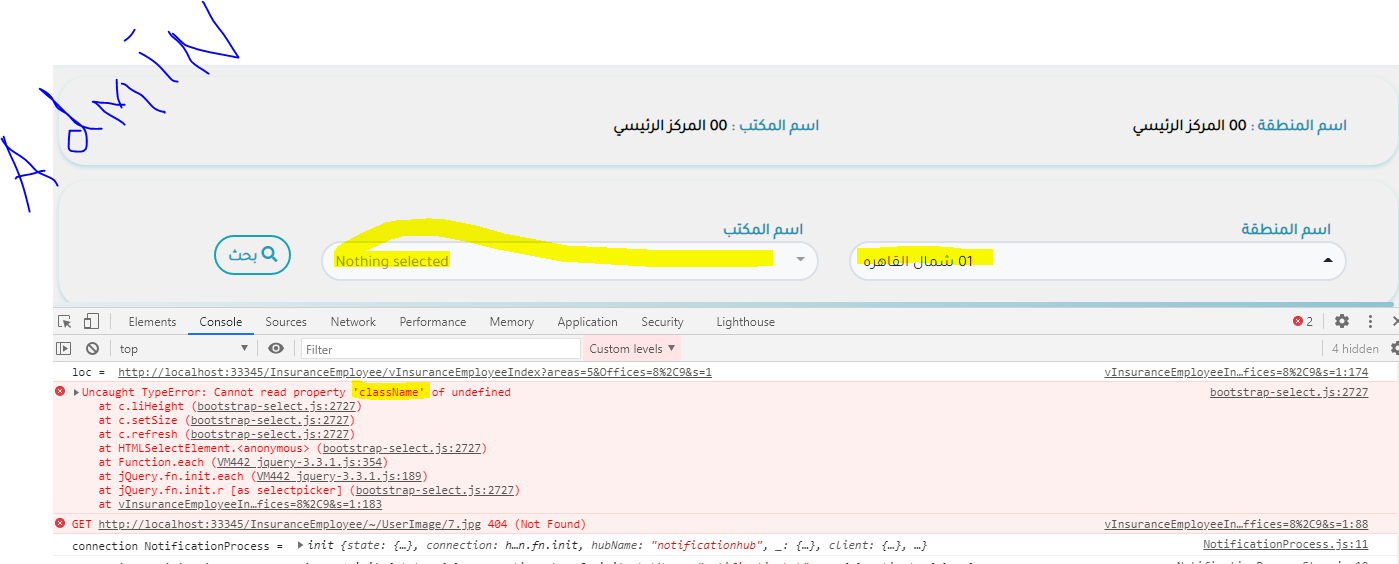 AdmiN
اسم المنطقة : 00 المركز الرئيسي
اسم المكتب : 00 المركز الرئيسي
اسم المنطقة
اسم المكتب
01 شمال القاهره
Nothing selected
بحث
Elements Console Sources Network Performance Memory Application Security Lighthouse 2
top Filter Custom levels 4 hidden
loc = http://localhost:33345/InsuranceEmployee/vInsuranceEmployeeIndex?areas=5&Offices=8%2C9&s=1 vInsuranceEmployeeIn…fices=8%2C9&s=1:174
Uncaught TypeError: Cannot read property 'className' of undefined bootstrap-select.js:2727
at c.liHeight (bootstrap-select.js:2727)
at c.setSize (bootstrap-select.js:2727)
at c.refresh (bootstrap-select.js:2727)
at HTMLSelectElement.<anonymous> (bootstrap-select.js:2727)
at Function.each (VM442 jquery-3.3.1.js:354)
at jQuery.fn.init.each (VM442 jquery-3.3.1.js:189)
at jQuery.fn.init.r [as selectpicker] (bootstrap-select.js:2727)
at vInsuranceEmployeeIn…fices=8%2C9&s=1:183
GET http://localhost:33345/InsuranceEmployee/~/UserImage/7.jpg 404 (Not Found) vInsuranceEmployeeIn…ffices=8%2C9&s=1:88
connection NotificationProcess = init {state: {…}, connection: h…n.fn.init, hubName: "notificationhub", _: {…}, client: {…}, …} NotificationProcess.js:11